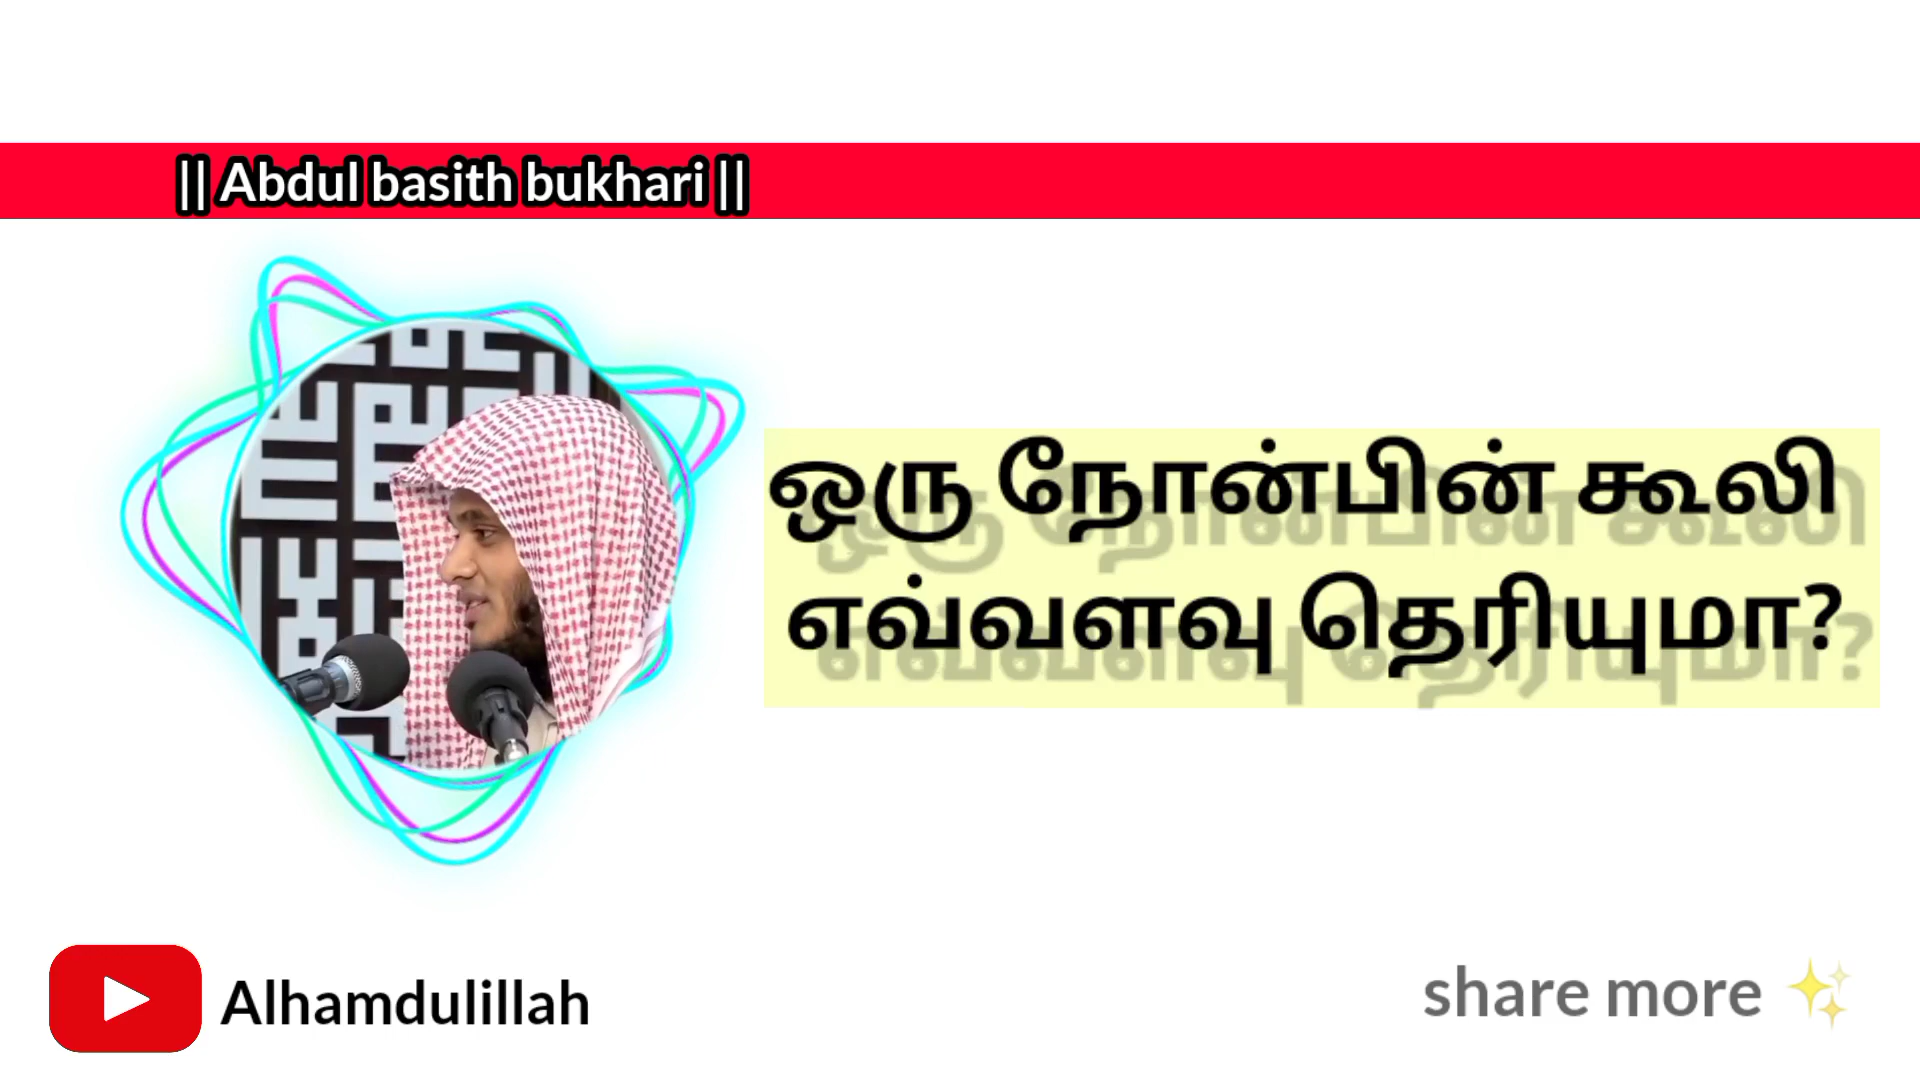 || Abdul basith bukhari ||
ஒரு நோன்பின் கூலி
எவ்வளவு தெரியுமா?
Alhamdulillah
share more ✨